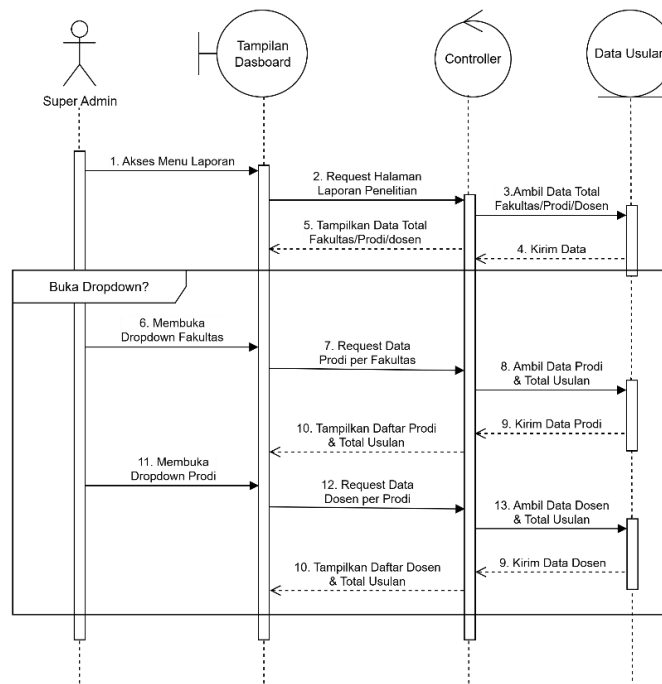 Super Admin
Tampilan
Dasboard
Controller
Data Usulan
1. Akses Menu Laporan
2. Request Halaman
Laporan Penelitian
3.Ambil Data Total
Fakultas/Prodi/Dosen
5. Tampilkan Data Total
Fakultas/Prodi/dosen
4. Kirim Data
Buka Dropdown?
6. Membuka
Dropdown Fakultas
7. Request Data
Prodi per Fakultas
8. Ambil Data Prodi
& Total Usulan
9. Kirim Data Prodi
10. Tampilkan Daftar Prodi
& Total Usulan
11. Membuka
Dropdown Prodi
12. Request Data
Dosen per Prodi
13. Ambil Data Dosen
& Total Usulan
9. Kirim Data Dosen
10. Tampilkan Daftar Dosen
& Total Usulan